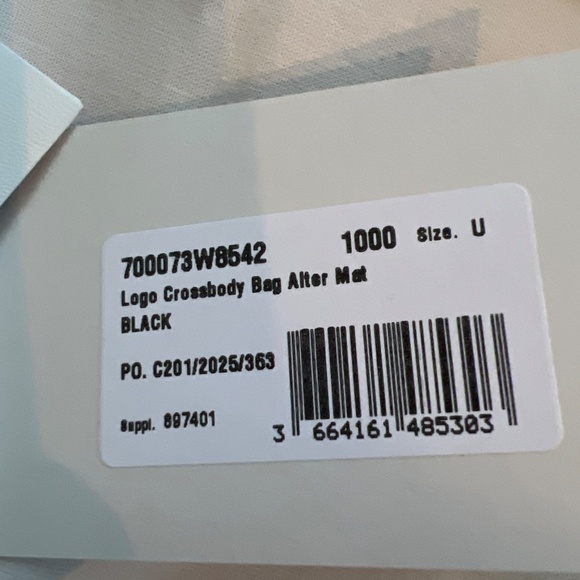 700073W8542 1000 Size. U
Logo Crossbody Bag Alter Mat
BLACK
PO. C201/2025/363
Suppl. 897401
3 664161 485303